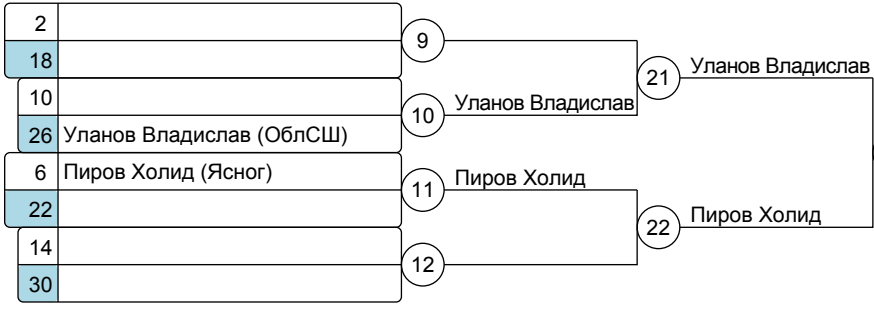 2
18
9
10
26 Уланов Владислав (ОблСШ)
10 Уланов Владислав
21 Уланов Владислав
6 Пиров Холид (Ясног)
22
11 Пиров Холид
14
30
12
22 Пиров Холид